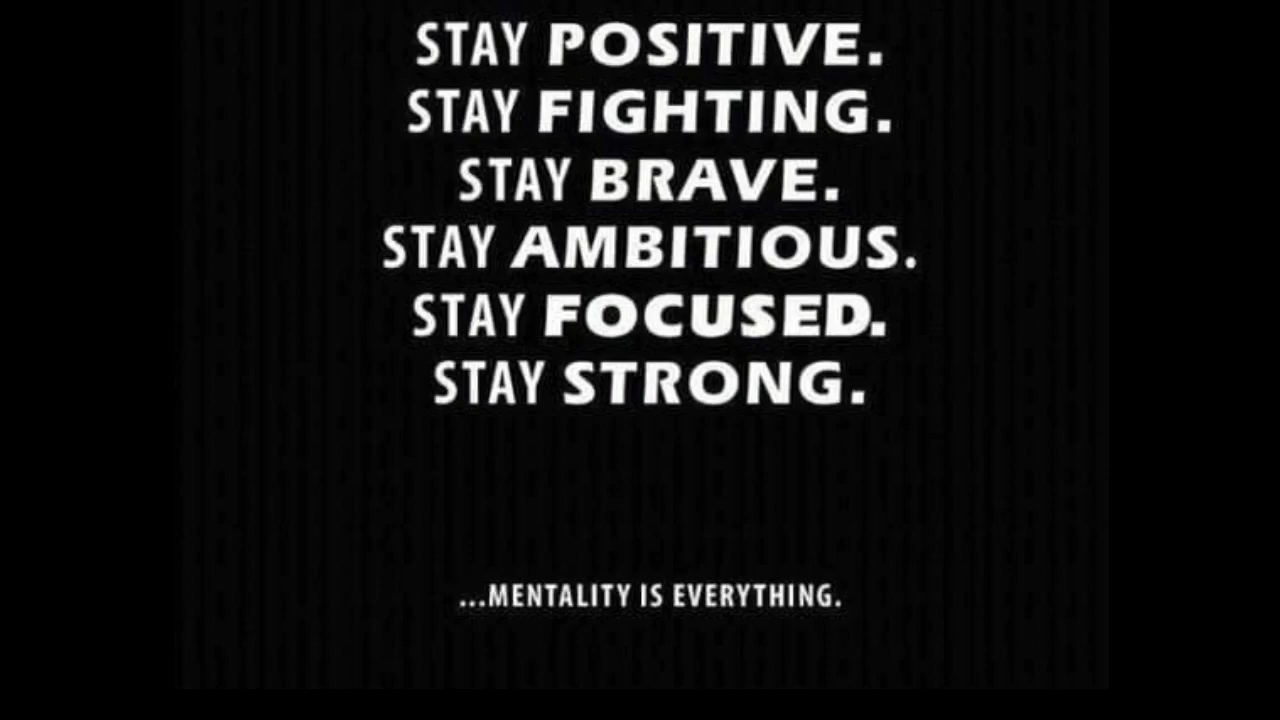 STAY POSITIVE.
STAY FIGHTING.
STAY BRAVE.
STAY AMBITIOUS.
STAY FOCUSED.
STAY STRONG.
...MENTALITY IS EVERYTHING.